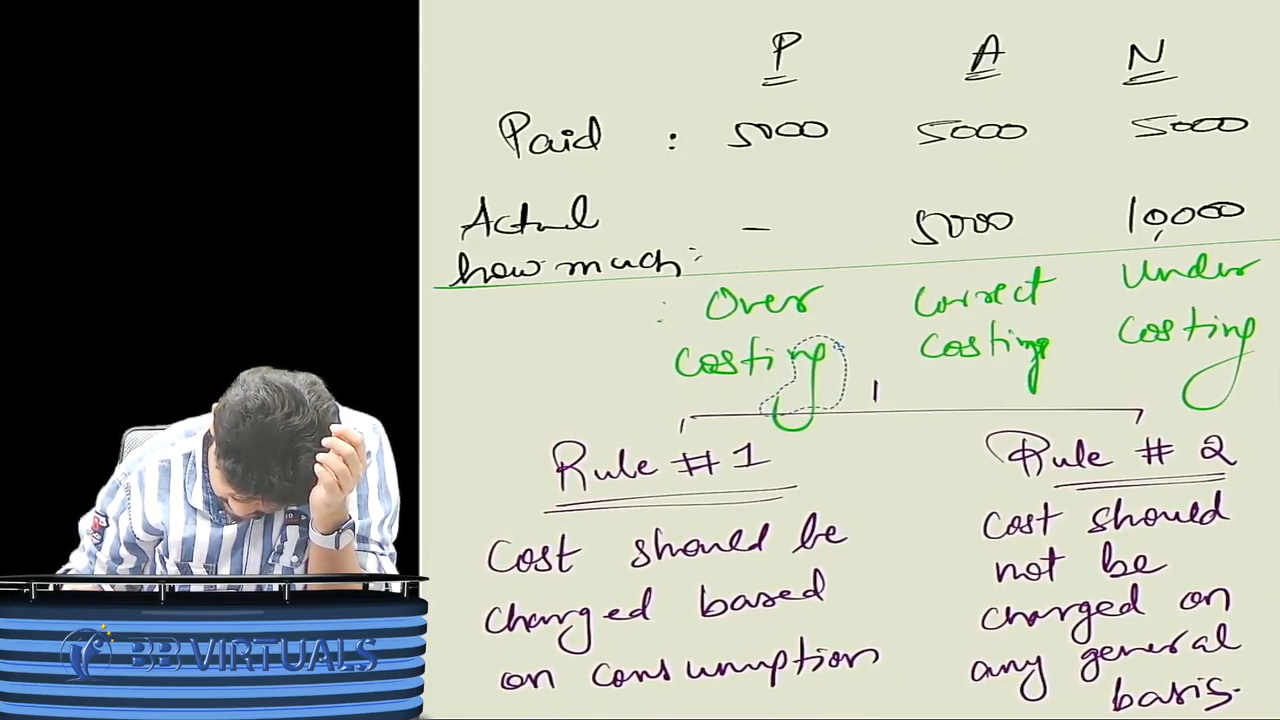 P A N
Paid : 5000 5000 5000
Actual - 5000 10,000
how much:
: Over Correct Under
Costing Costing Costing
Rule #1 Rule # 2
Cost should be
charged based
on consumption
Cost should
not be
charged on
any general
basis.
BB VIRTUALS